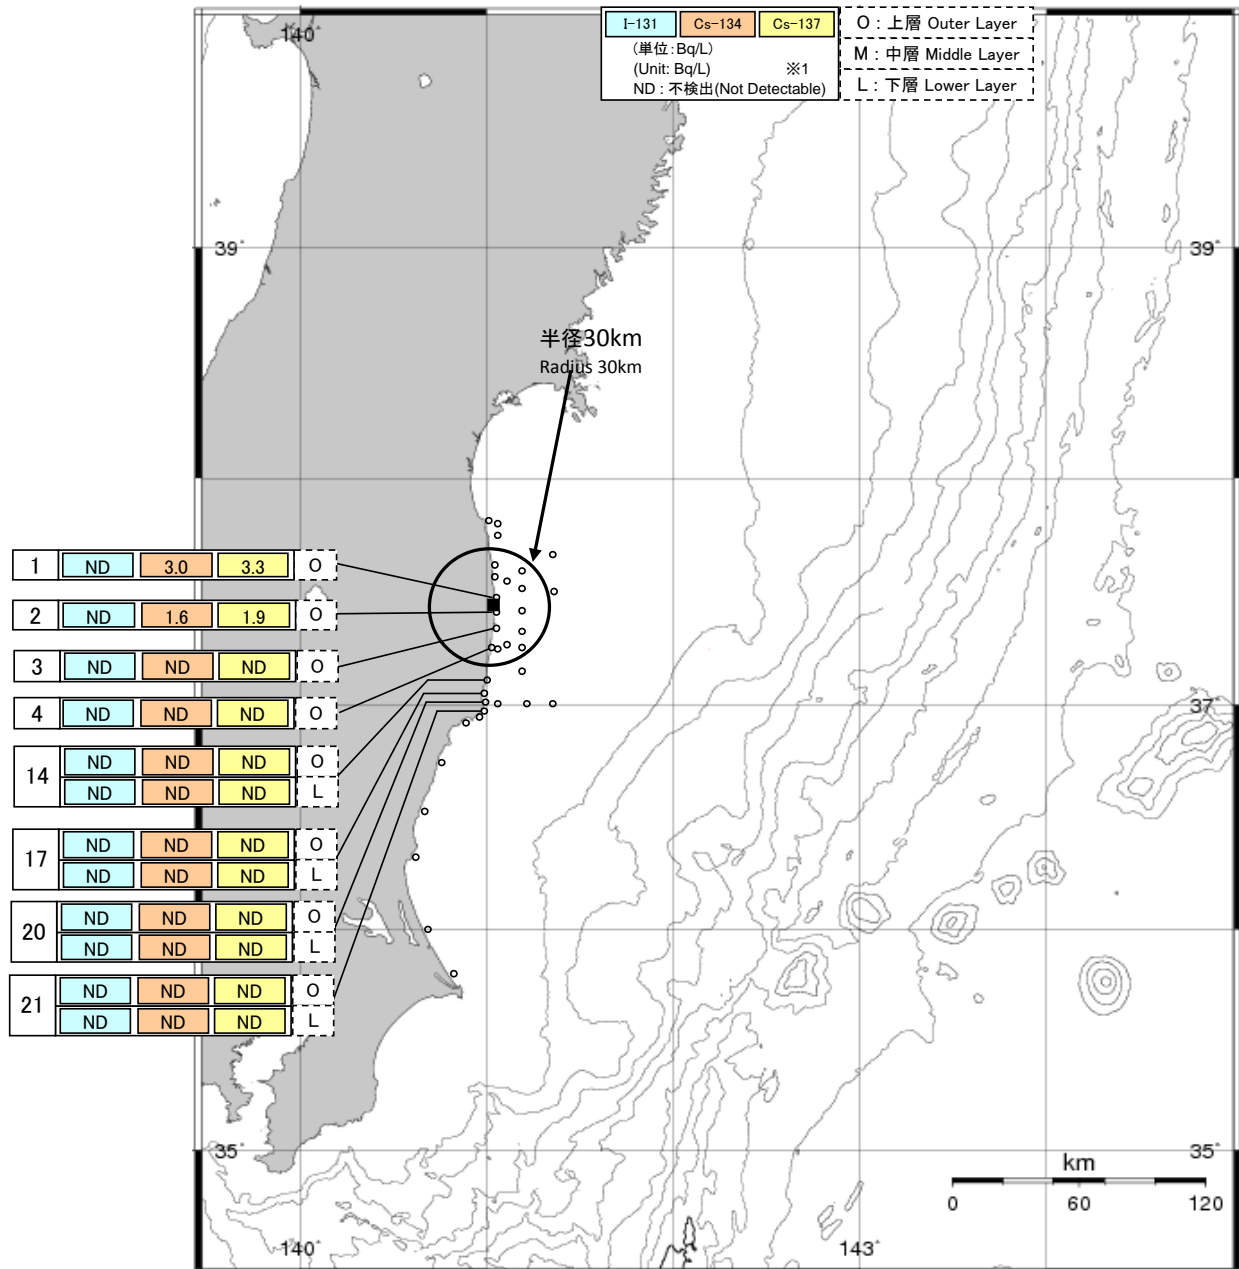 140°
I-131 Cs-134 Cs-137
(単位:Bq/L)
(Unit: Bq/L) ※1
ND : 不検出(Not Detectable)
O : 上層 Outer Layer
M : 中層 Middle Layer
L : 下層 Lower Layer
39° 39°
半径30km
Radius 30km
1 ND 3.0 3.3 O
2 ND 1.6 1.9 O
3 ND ND ND O
4 ND ND ND O
37°
14 ND ND ND O
ND ND ND L
17 ND ND ND O
ND ND ND L
20 ND ND ND O
ND ND ND L
21 ND ND ND O
ND ND ND L
35° 35°
km
0 60 120
140° 143°